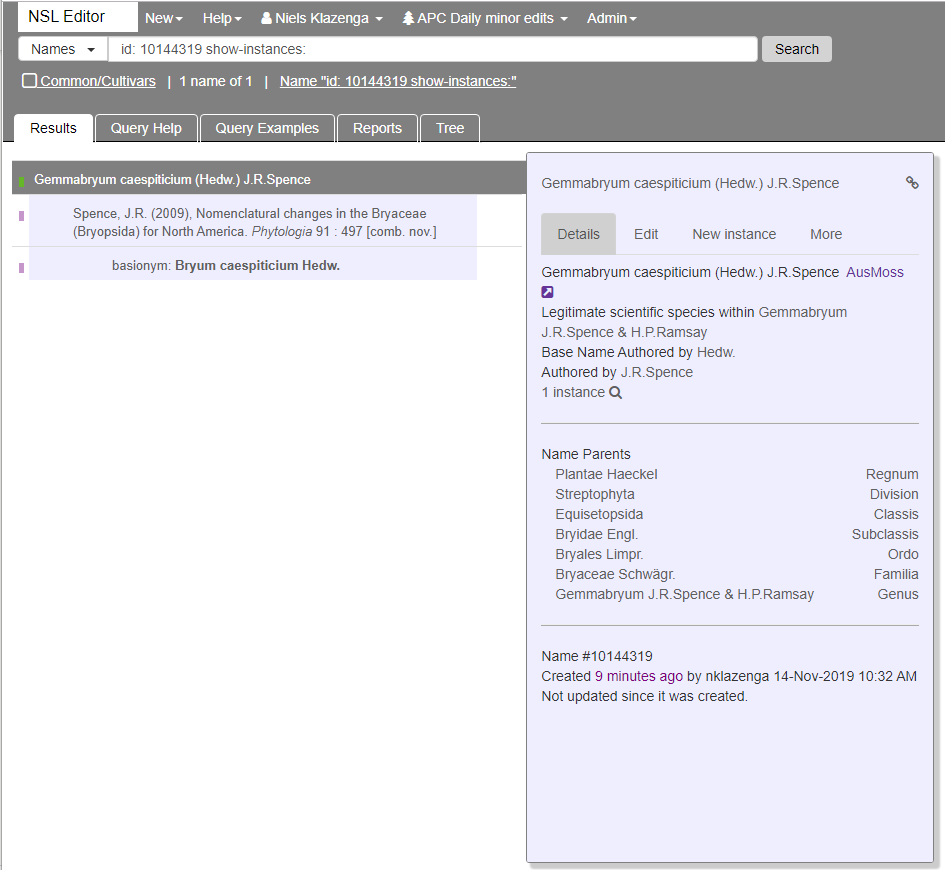 NSL Editor New Help Niels Klazenga APC Daily minor edits Admin
Names id: 10144319 show-instances: Search
Common/Cultivars | 1 name of 1 | Name "id: 10144319 show-instances:"
Results Query Help Query Examples Reports Tree
Gemmabryum caespiticium (Hedw.) J.R.Spence
Spence, J.R. (2009), Nomenclatural changes in the Bryaceae
(Bryopsida) for North America. Phytologia 91 : 497 [comb. nov.]
basionym: Bryum caespiticium Hedw.
Gemmabryum caespiticium (Hedw.) J.R.Spence
Details Edit New instance More
Gemmabryum caespiticium (Hedw.) J.R.Spence AusMoss
Legitimate scientific species within Gemmabryum
J.R.Spence & H.P.Ramsay
Base Name Authored by Hedw.
Authored by J.R.Spence
1 instance
Name Parents
Plantae Haeckel Regnum
Streptophyta Division
Equisetopsida Classis
Bryidae Engl. Subclassis
Bryales Limpr. Ordo
Bryaceae Schwägr. Familia
Gemmabryum J.R.Spence & H.P.Ramsay Genus
Name #10144319
Created 9 minutes ago by nklazenga 14-Nov-2019 10:32 AM
Not updated since it was created.